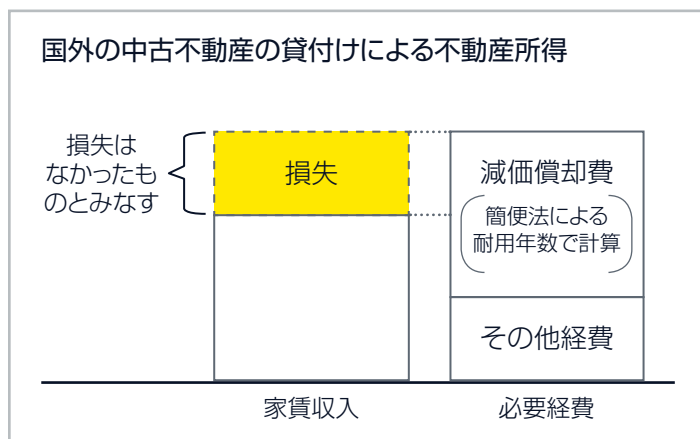 国外の中古不動産の貸付けによる不動産所得
損失は
なかったも
のとみなす
損失
減価償却費
簡便法による
耐用年数で計算
その他経費
家賃収入
必要経費